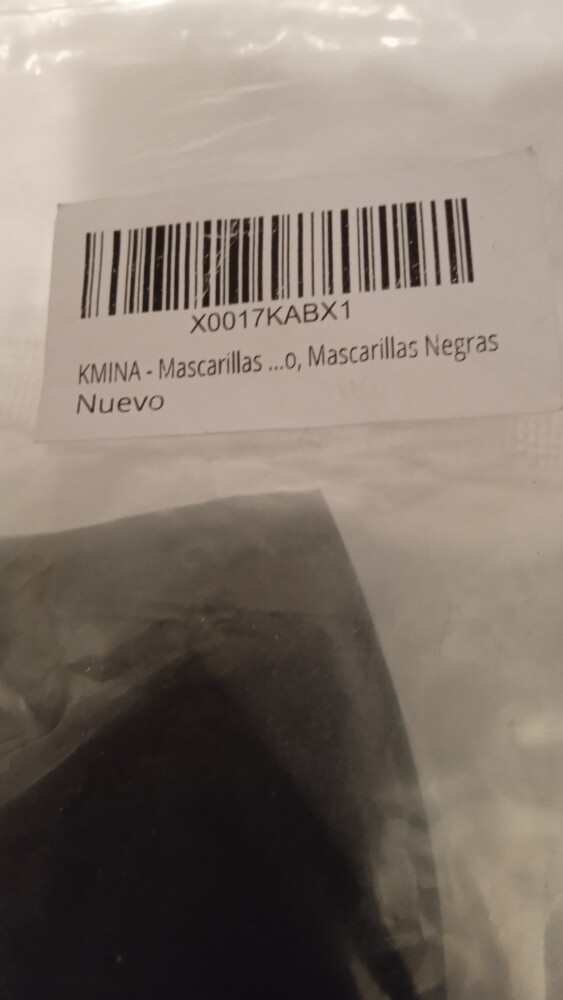 X0017KABX1
KMINA - Mascarillas ...o, Mascarillas Negras
Nuevo